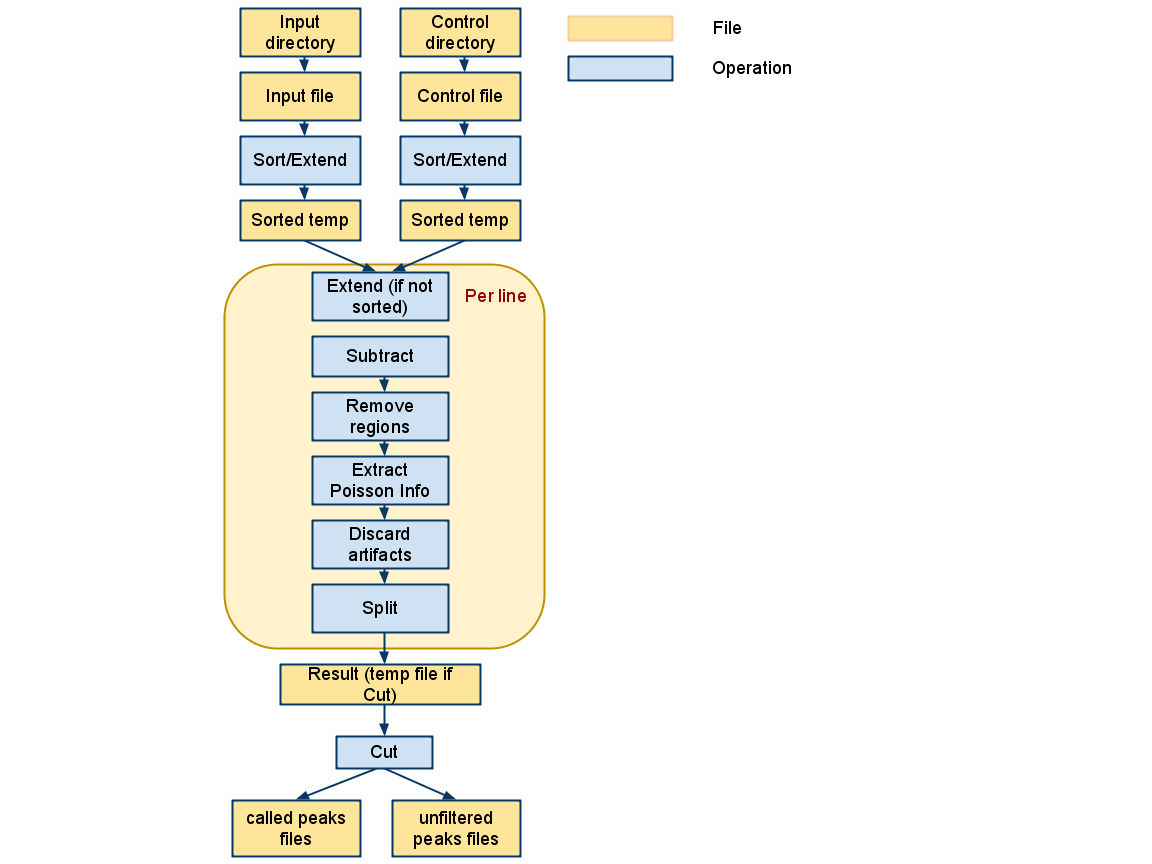 Input
directory
Control
directory
File
Operation
Input file
Control file
Sort/Extend
Sort/Extend
Sorted temp
Sorted temp
Extend (if not
sorted)
Per line
Subtract
Remove
regions
Extract
Poisson Info
Discard
artifacts
Split
Result (temp file if
Cut)
Cut
called peaks
files
unfiltered
peaks files